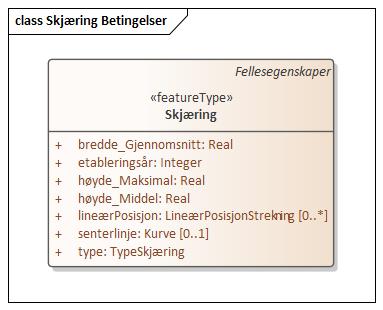 class Skjæring Betingelser
Fellesegenskaper
«featureType»
Skjæring
+ bredde_Gjennomsnitt: Real
+ etableringsår: Integer
+ høyde_Maksimal: Real
+ høyde_Middel: Real
+ lineærPosisjon: LineærPosisjonStrekning [0..*]
+ senterlinje: Kurve [0..1]
+ type: TypeSkjæring